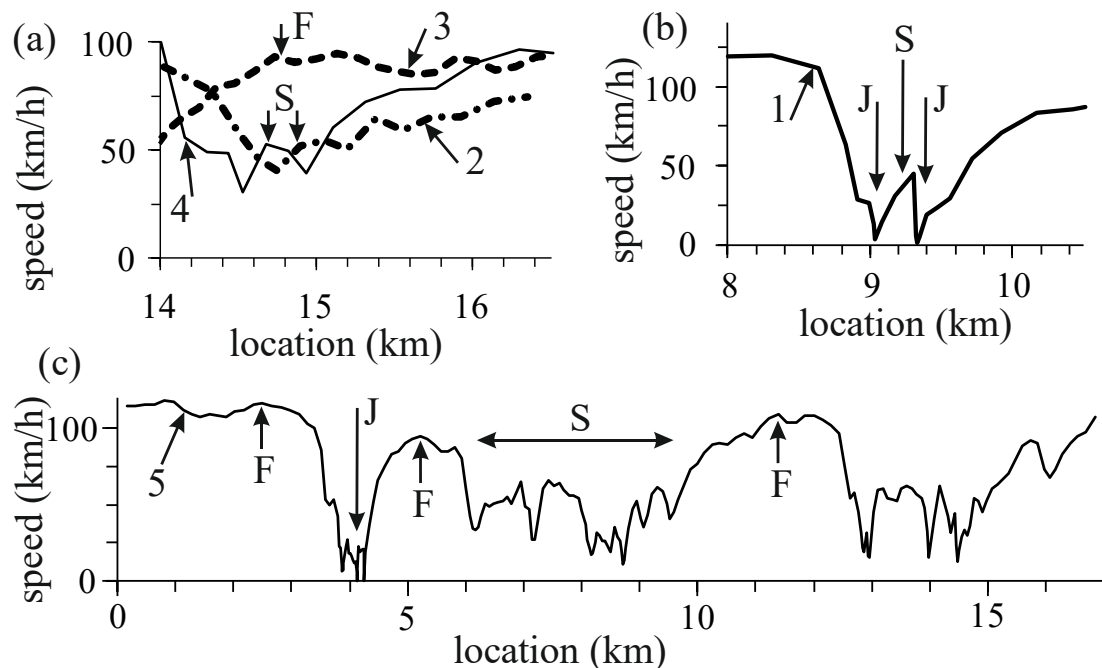 (a)
F
3
100
S
50
4
2
0
14
15
16
speed (km/h)
location (km)
(b)
S
1
J
J
100
50
0
8
9
10
speed (km/h)
location (km)
(c)
J
S
100
5
F
F
F
0
0
5
10
15
speed (km/h)
location (km)